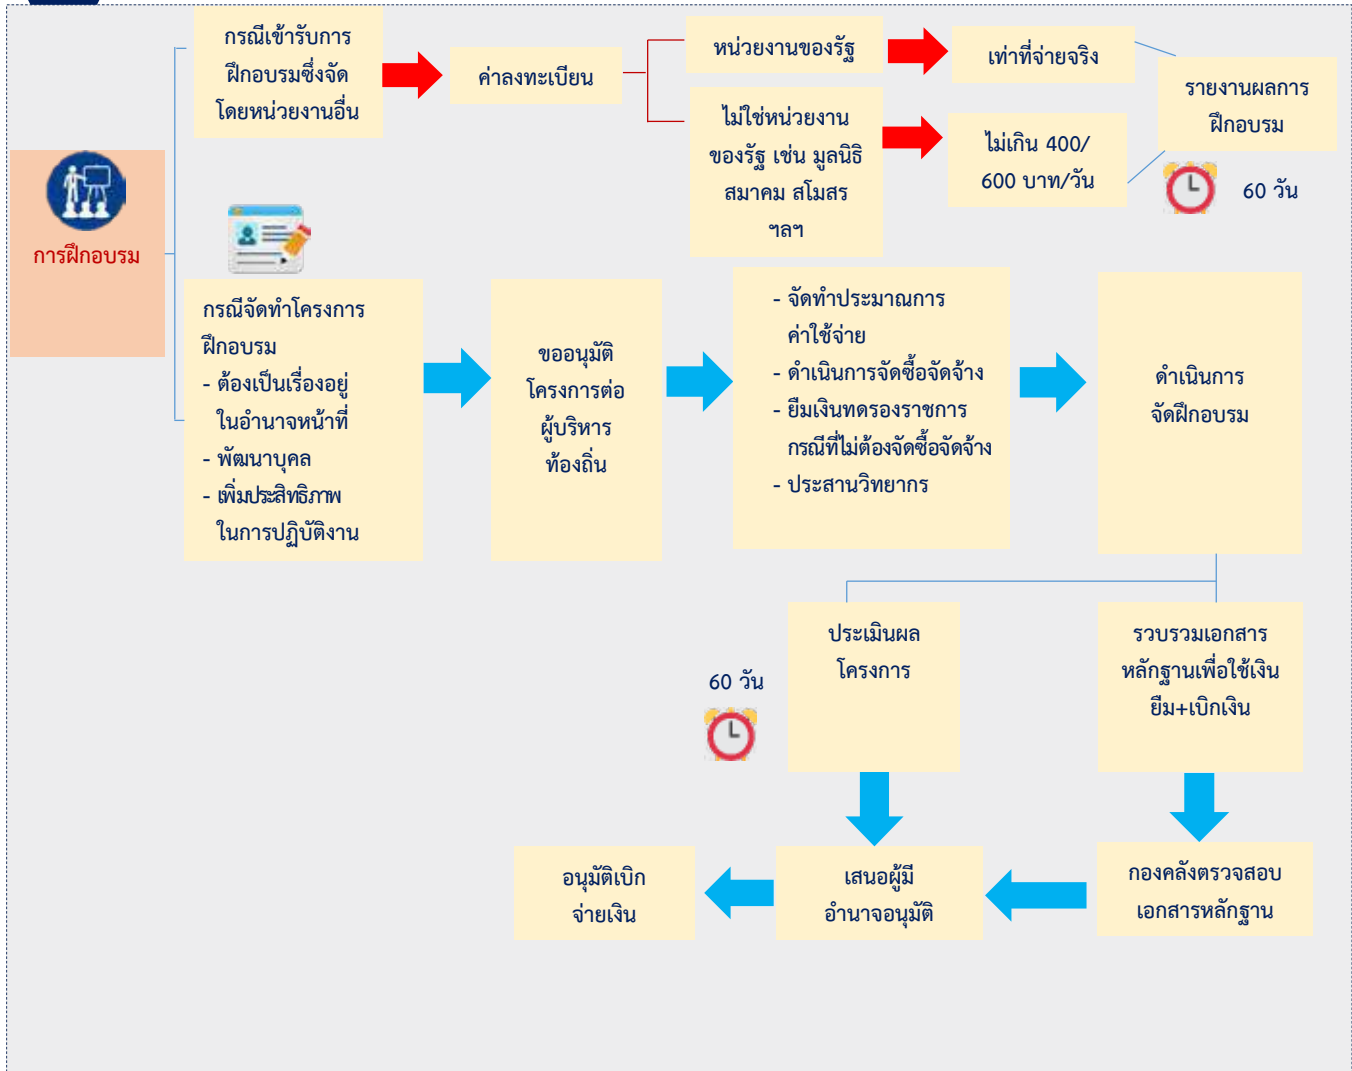 การฝึกอบรม
กรณีเข้ารับการ
ฝึกอบรมซึ่งจัด
โดยหน่วยงานอื่น
ค่าลงทะเบียน
หน่วยงานของรัฐ
เท่าที่จ่ายจริง
ไม่ใช่หน่วยงาน
ของรัฐ เช่น มูลนิธิ
สมาคม สโมสร
ฯลฯ
ไม่เกิน 400/
600 บาท/วัน
รายงานผลการ
ฝึกอบรม
60 วัน
กรณีจัดทำโครงการ
ฝึกอบรม
- ต้องเป็นเรื่องอยู่
ในอำนาจหน้าที่
- พัฒนาบุคล
- เพิ่มประสิทธิภาพ
ในการปฏิบัติงาน
ขออนุมัติ
โครงการต่อ
ผู้บริหาร
ท้องถิ่น
- จัดทำประมาณการ
ค่าใช้จ่าย
- ดำเนินการจัดซื้อจัดจ้าง
- ยืมเงินทดรองราชการ
กรณีที่ไม่ต้องจัดซื้อจัดจ้าง
- ประสานวิทยากร
ดำเนินการ
จัดฝึกอบรม
ประเมินผล
โครงการ
60 วัน
รวบรวมเอกสาร
หลักฐานเพื่อใช้เงิน
ยืม+เบิกเงิน
กองคลังตรวจสอบ
เอกสารหลักฐาน
เสนอผู้มี
อำนาจอนุมัติ
อนุมัติเบิก
จ่ายเงิน